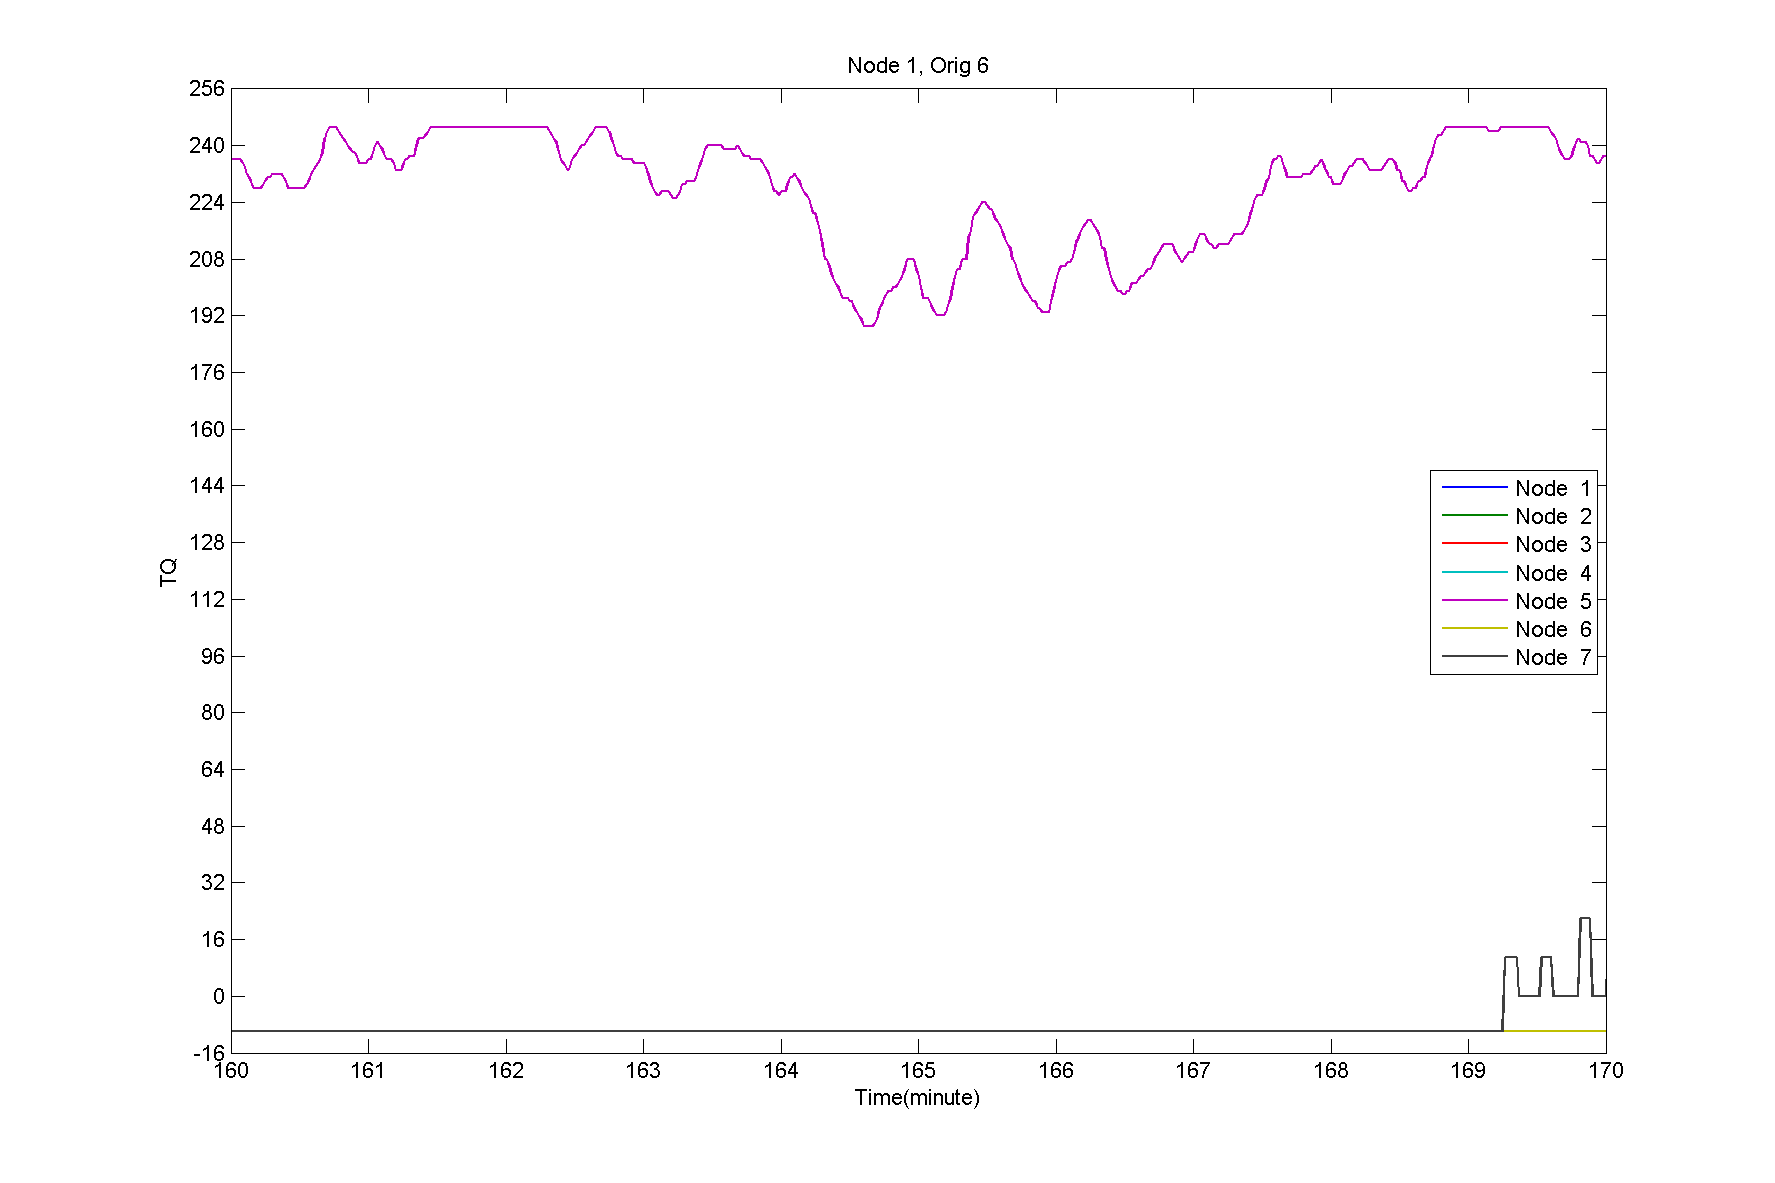 Node 1, Orig 6
256
240
224
208
192
176
160
144
128
112
96
80
64
48
32
16
0
-16
TQ
Node 1
Node 2
Node 3
Node 4
Node 5
Node 6
Node 7
160 161 162 163 164 165 166 167 168 169 170
Time(minute)